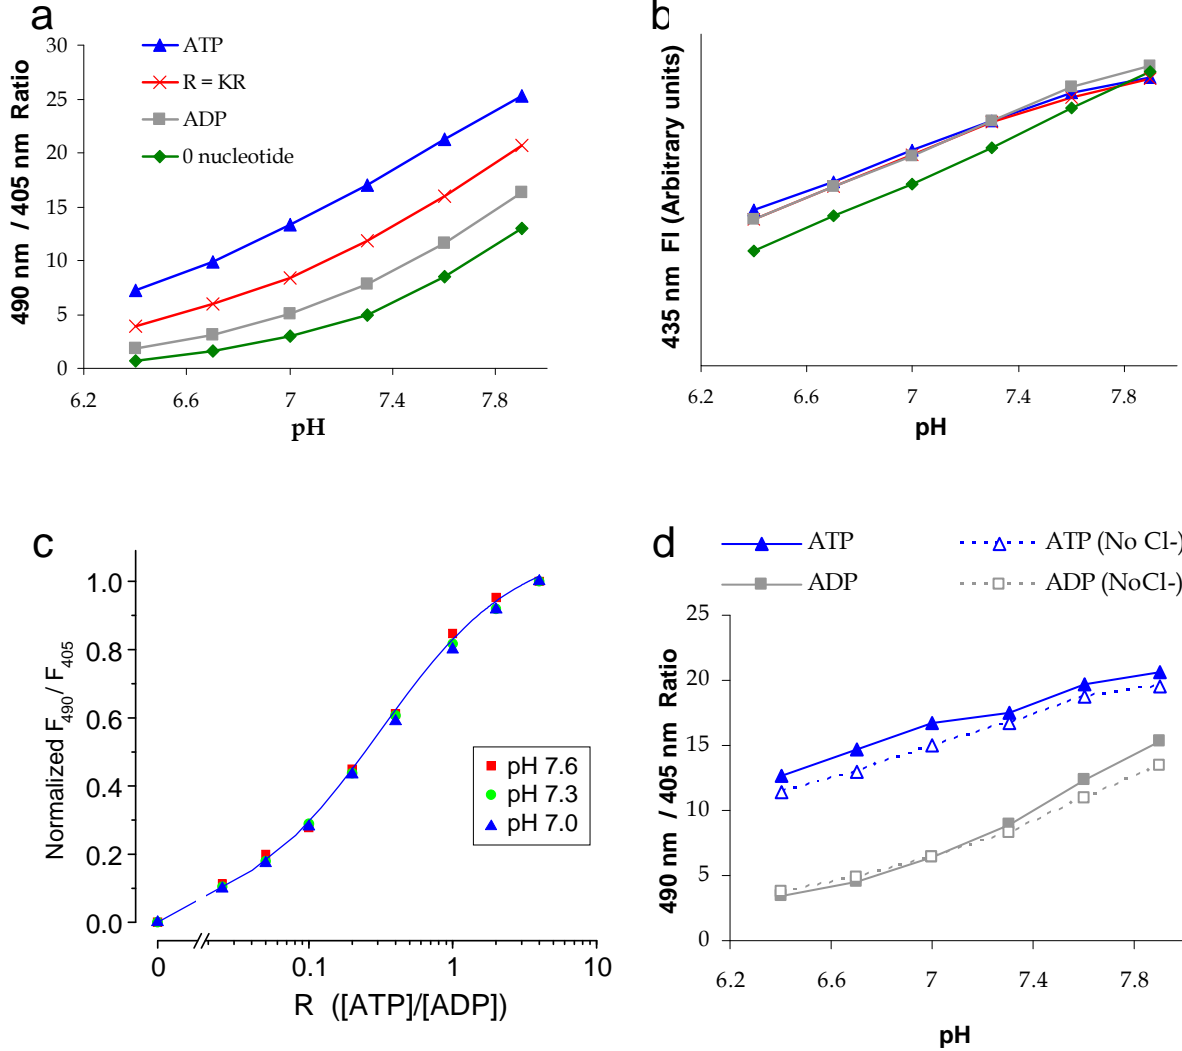 a
490 nm / 405 nm Ratio
30
25
20
15
10
5
0
ATP
R = KR
ADP
0 nucleotide
6.2
6.6
7
7.4
7.8
pH
b
435 nm FI (Arbitrary units)
6.2
6.6
7
7.4
7.8
pH
c
Normalized F490/ F405
1.0
0.8
0.6
0.4
0.2
0.0
pH 7.6
pH 7.3
pH 7.0
0
0.1
1
10
R ([ATP]/[ADP])
d
ATP
ATP (No Cl-)
ADP
ADP (NoCl-)
490 nm / 405 nm Ratio
25
20
15
10
5
0
6.2
6.6
7
7.4
7.8
pH